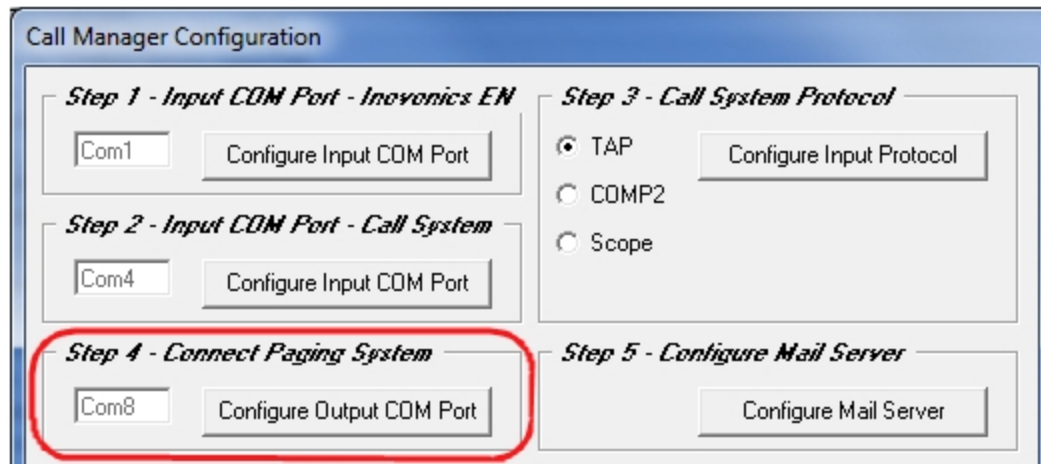 Call Manager Configuration
Step 1 - Input COM Port - Inovonics EN
Com1
Configure Input COM Port
Step 2 - Input COM Port - Call System
Com4
Configure Input COM Port
Step 3 - Call System Protocol
TAP
Configure Input Protocol
COMP2
Scope
Step 4 - Connect Paging System
Com8
Configure Output COM Port
Step 5 - Configure Mail Server
Configure Mail Server